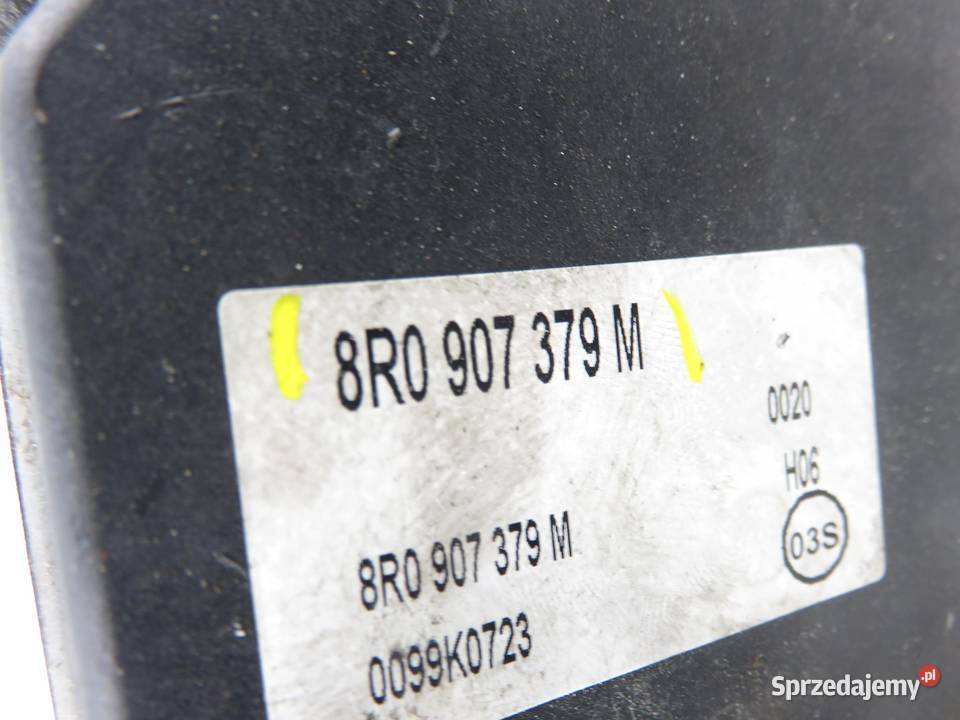 8R0 907 379 M
0020
H06
03S
8R0 907 379 M
0099K0723
Sprzedajemy.pl